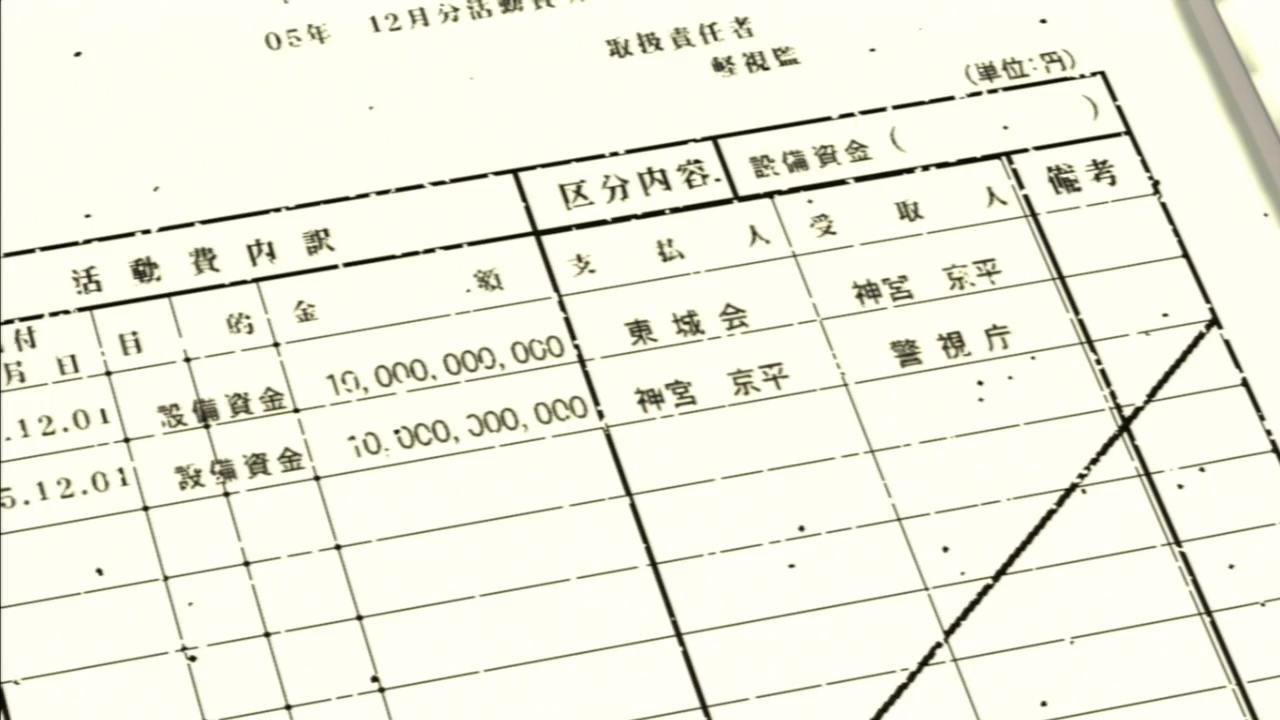 05年 12月分活動費
取扱責任者
軽視監
(単位:円)
区分内容 設備資金 ( )
活動費内訳 備考
付 支払人 受取人
月 日 目的 金額
.12.01 設備資金 10,000,000,000 東城会 神宮 京平
5.12.01 設備資金 10,000,000,000 神宮 京平 警視庁